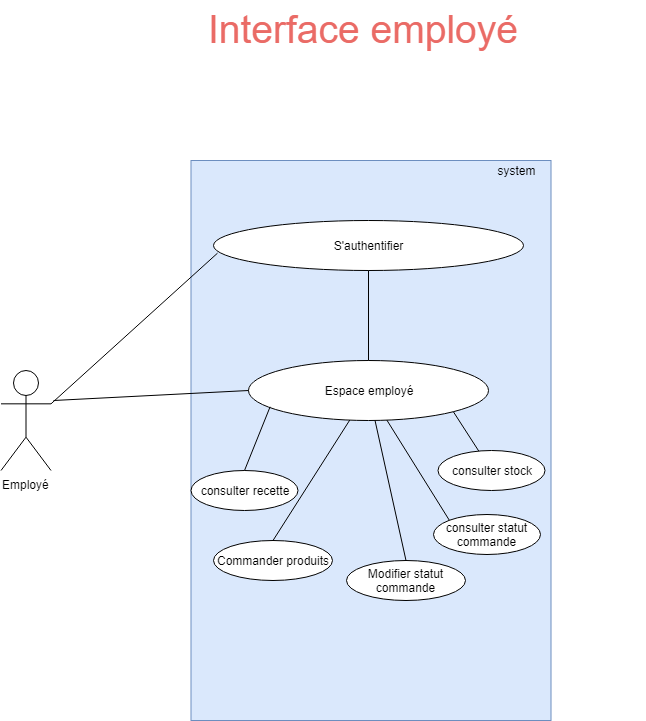 Interface employé
system
S'authentifier
Espace employé
consulter stock
consulter recette
consulter statut
commande
Commander produits
Modifier statut
commande
Employé